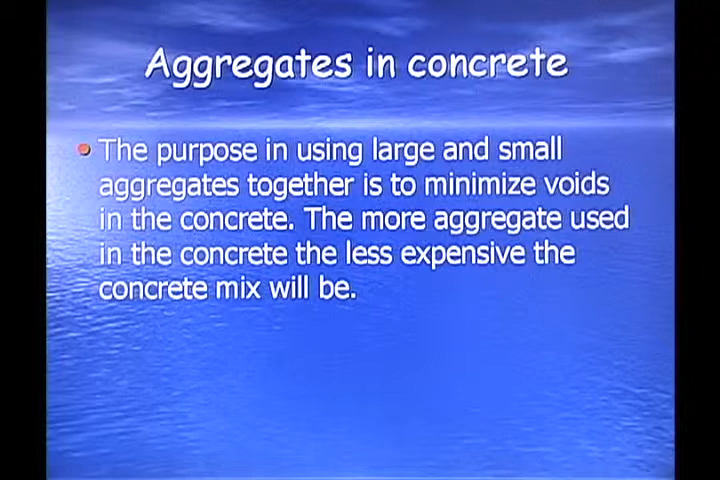 Aggregates in concrete
The purpose in using large and small
aggregates together is to minimize voids
in the concrete. The more aggregate used
in the concrete the less expensive the
concrete mix will be.